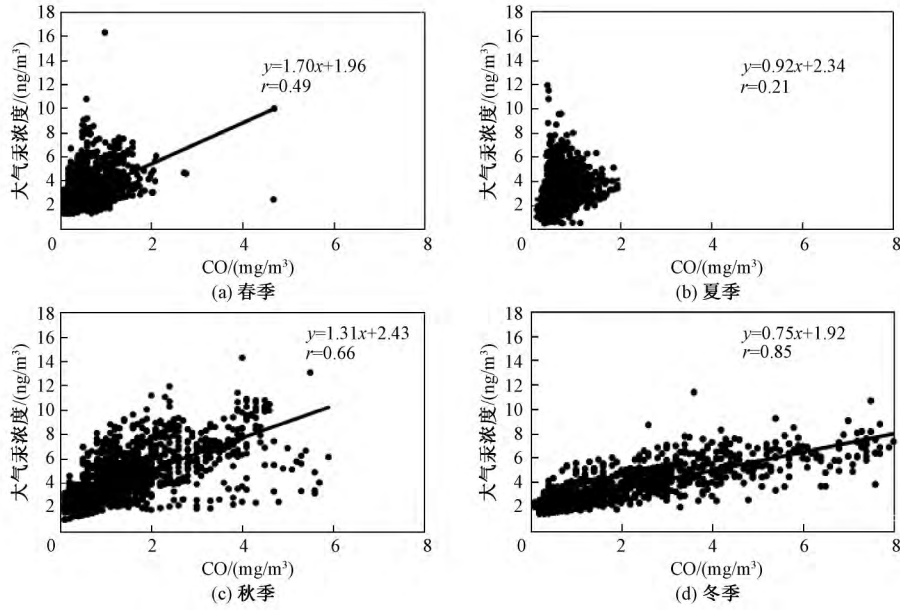 18
16
14
12
10
8
6
4
2
0
2
4
6
8
大气汞浓度/(ng/m³)
y=1.70x+1.96
r=0.49
CO/(mg/m³)
(a) 春季
18
16
14
12
10
8
6
4
2
0
2
4
6
8
大气汞浓度/(ng/m³)
y=0.92x+2.34
r=0.21
CO/(mg/m³)
(b) 夏季
18
16
14
12
10
8
6
4
2
0
2
4
6
8
大气汞浓度/(ng/m³)
y=1.31x+2.43
r=0.66
CO/(mg/m³)
(c) 秋季
18
16
14
12
10
8
6
4
2
0
2
4
6
8
大气汞浓度/(ng/m³)
y=0.75x+1.92
r=0.85
CO/(mg/m³)
(d) 冬季